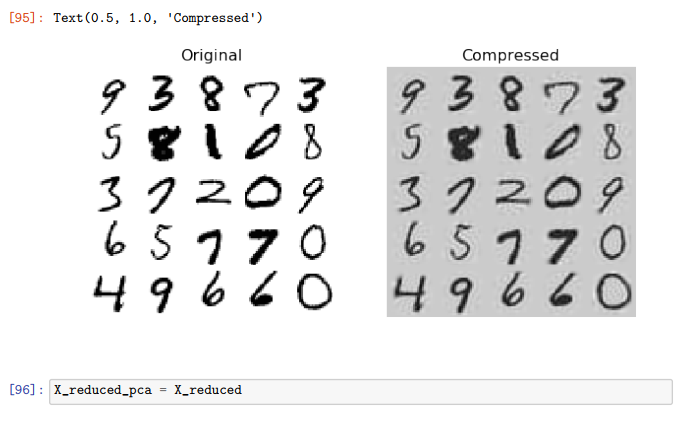 [95]: Text(0.5, 1.0, 'Compressed')
Original Compressed
9 3 8 7 3 9 3 8 7 3
5 8 1 0 8 5 8 1 0 8
3 7 2 0 9 3 7 2 0 9
6 5 7 7 0 6 5 7 7 0
4 9 6 6 0 4 9 6 6 0
[96]: X_reduced_pca = X_reduced